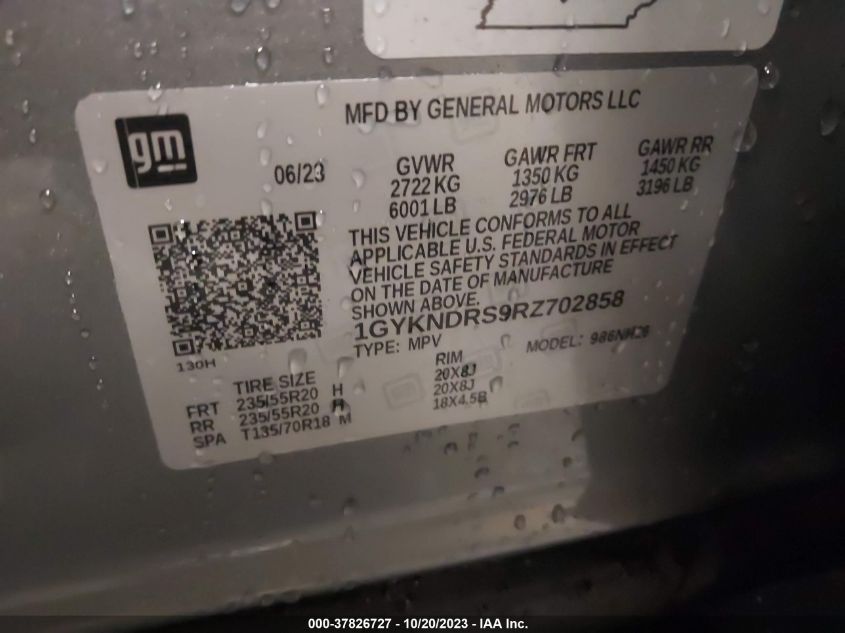 MFD BY GENERAL MOTORS LLC
gm
06/23
GVWR
2722 KG
6001 LB
GAWR FRT
1350 KG
2976 LB
GAWR RR
1450 KG
3196 LB
THIS VEHICLE CONFORMS TO ALL
APPLICABLE U.S. FEDERAL MOTOR
VEHICLE SAFETY STANDARDS IN EFFECT
ON THE DATE OF MANUFACTURE
SHOWN ABOVE.
1GYKNDRS9RZ702858
TYPE: MPV
MODEL: 986NH26
130H
TIRE SIZE
RIM
FRT 235/55R20 H 20X8J
RR 235/55R20 H 20X8J
SPA T135/70R18 M 18X4.5B
000-37826727 - 10/20/2023 - IAA Inc.